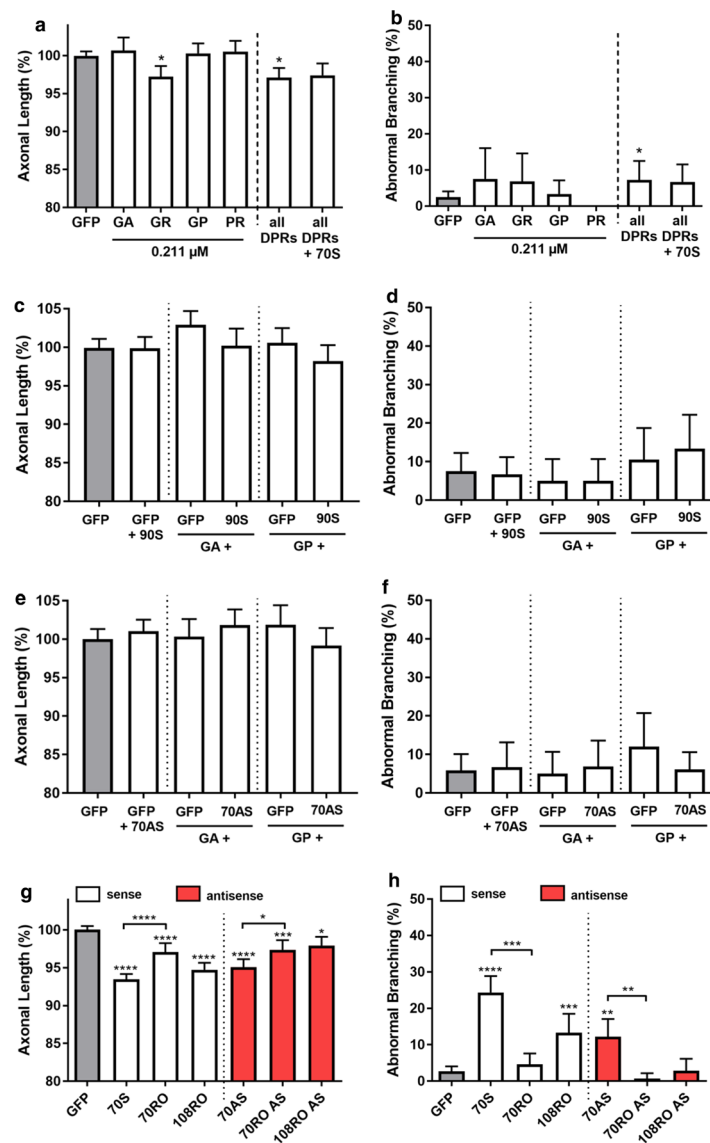 a
Axonal Length (%)
100
95
90
85
80
*
*
GFP
GA
GR
GP
PR
0.211 µM
all
DPRs
all
DPRs
+ 70S
b
Abnormal Branching (%)
50
40
30
20
10
0
*
GFP
GA
GR
GP
PR
0.211 µM
all
DPRs
all
DPRs
+ 70S
c
Axonal Length (%)
105
100
95
90
85
80
GFP
GFP
+ 90S
GFP
90S
GA +
GFP
90S
GP +
d
Abnormal Branching (%)
50
40
30
20
10
0
GFP
GFP
+ 90S
GFP
90S
GA +
GFP
90S
GP +
e
Axonal Length (%)
105
100
95
90
85
80
GFP
GFP
+ 70AS
GFP
70AS
GA +
GFP
70AS
GP +
f
Abnormal Branching (%)
50
40
30
20
10
0
GFP
GFP
+ 70AS
GFP
70AS
GA +
GFP
70AS
GP +
g
sense
antisense
Axonal Length (%)
100
95
90
85
80
****
****
****
****
*
****
***
*
GFP
70S
70RO
108RO
70AS
70RO AS
108RO AS
h
sense
antisense
Abnormal Branching (%)
50
40
30
20
10
0
***
****
***
**
**
GFP
70S
70RO
108RO
70AS
70RO AS
108RO AS